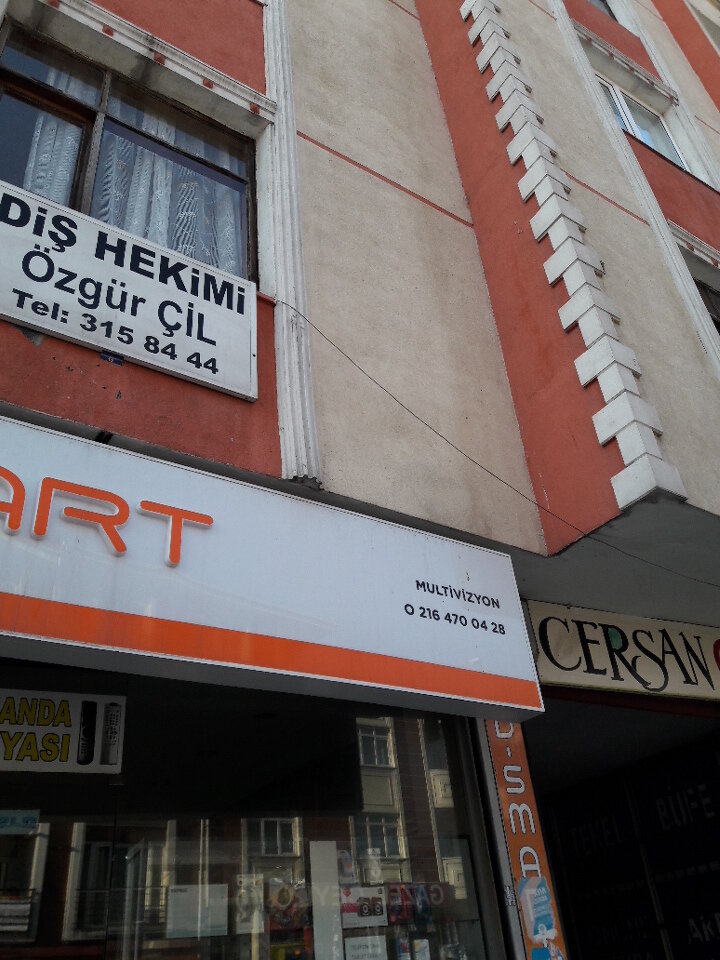 DİŞ HEKİMİ
Özgür ÇİL
Tel: 315 84 44
ART
MULTİVİZYON
0 216 470 04 28
CERSAN
ANDA
YASI
D-SMA
TEKEL
BÜFE